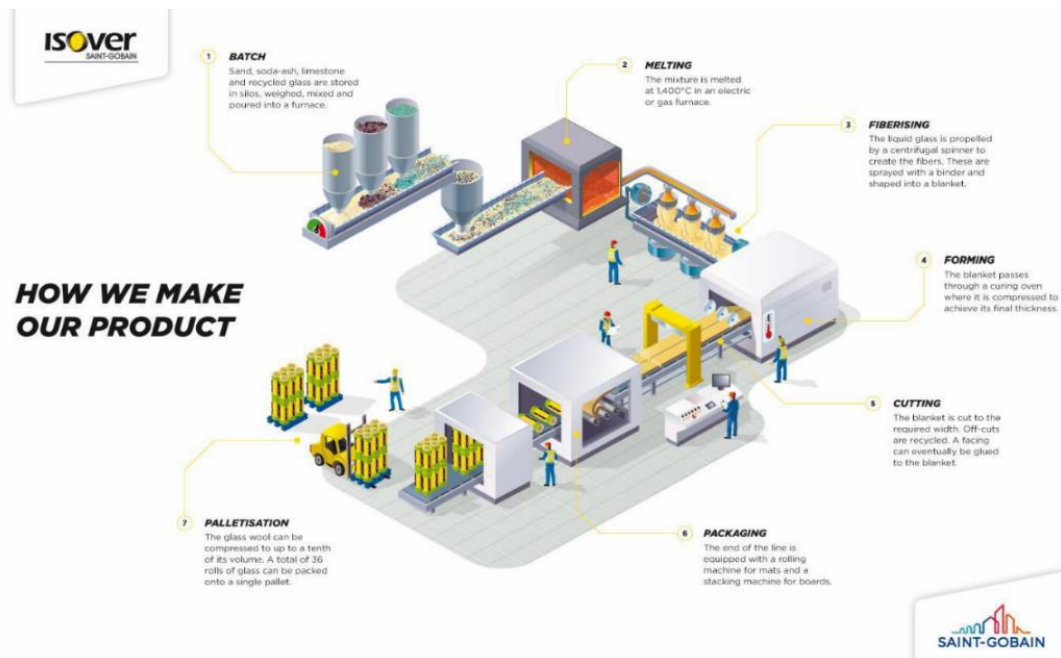 ISOVER
SAINT-GOBAIN
1
BATCH
Sand, soda-ash, limestone
and recycled glass are stored
in silos, weighed, mixed and
poured into a furnace.
2
MELTING
The mixture is melted
at 1,400°C in an electric
or gas furnace.
3
FIBERISING
The liquid glass is propelled
by a centrifugal spinner to
create the fibers. These are
sprayed with a binder and
shaped into a blanket.
HOW WE MAKE
OUR PRODUCT
4
FORMING
The blanket passes
through a curing oven
where it is compressed to
achieve its final thickness.
5
CUTTING
The blanket is cut to the
required width. Off-cuts
are recycled. A facing
can eventually be glued
to the blanket.
6
PACKAGING
The end of the line is
equipped with a rolling
machine for mats and a
stacking machine for boards.
7
PALLETISATION
The glass wool can be
compressed to up to a tenth
of its volume. A total of 36
rolls of glass can be packed
onto a single pallet.
SAINT-GOBAIN